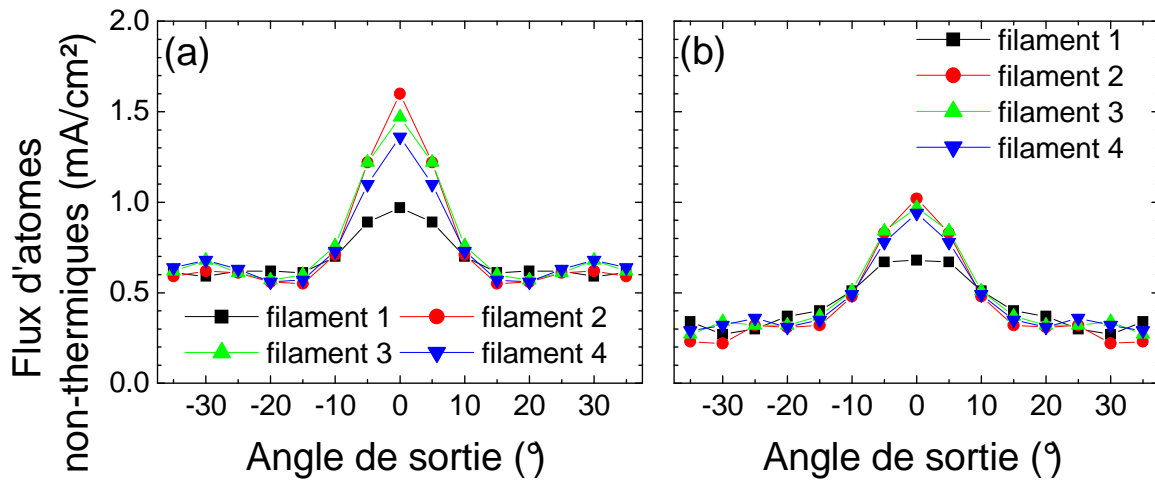 Flux d'atomes
non-thermiques (mA/cm²)
2.0
1.5
1.0
0.5
0.0
(a)
filament 1 filament 2
filament 3 filament 4
-30 -20 -10 0 10 20 30
Angle de sortie (°)
(b)
filament 1
filament 2
filament 3
filament 4
-30 -20 -10 0 10 20 30
Angle de sortie (°)